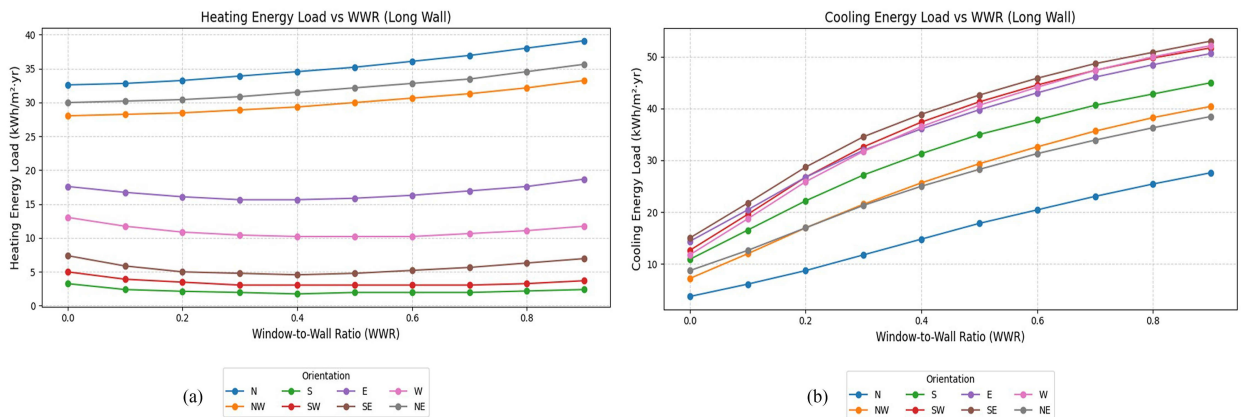 Heating Energy Load vs WWR (Long Wall)
Heating Energy Load (kWh/m²·yr)
40
35
30
25
20
15
10
5
0
0.0 0.2 0.4 0.6 0.8
Window-to-Wall Ratio (WWR)
(a)
Orientation
N S E W
NW SW SE NE
Cooling Energy Load vs WWR (Long Wall)
Cooling Energy Load (kWh/m²·yr)
50
40
30
20
10
0.0 0.2 0.4 0.6 0.8
Window-to-Wall Ratio (WWR)
(b)
Orientation
N S E W
NW SW SE NE